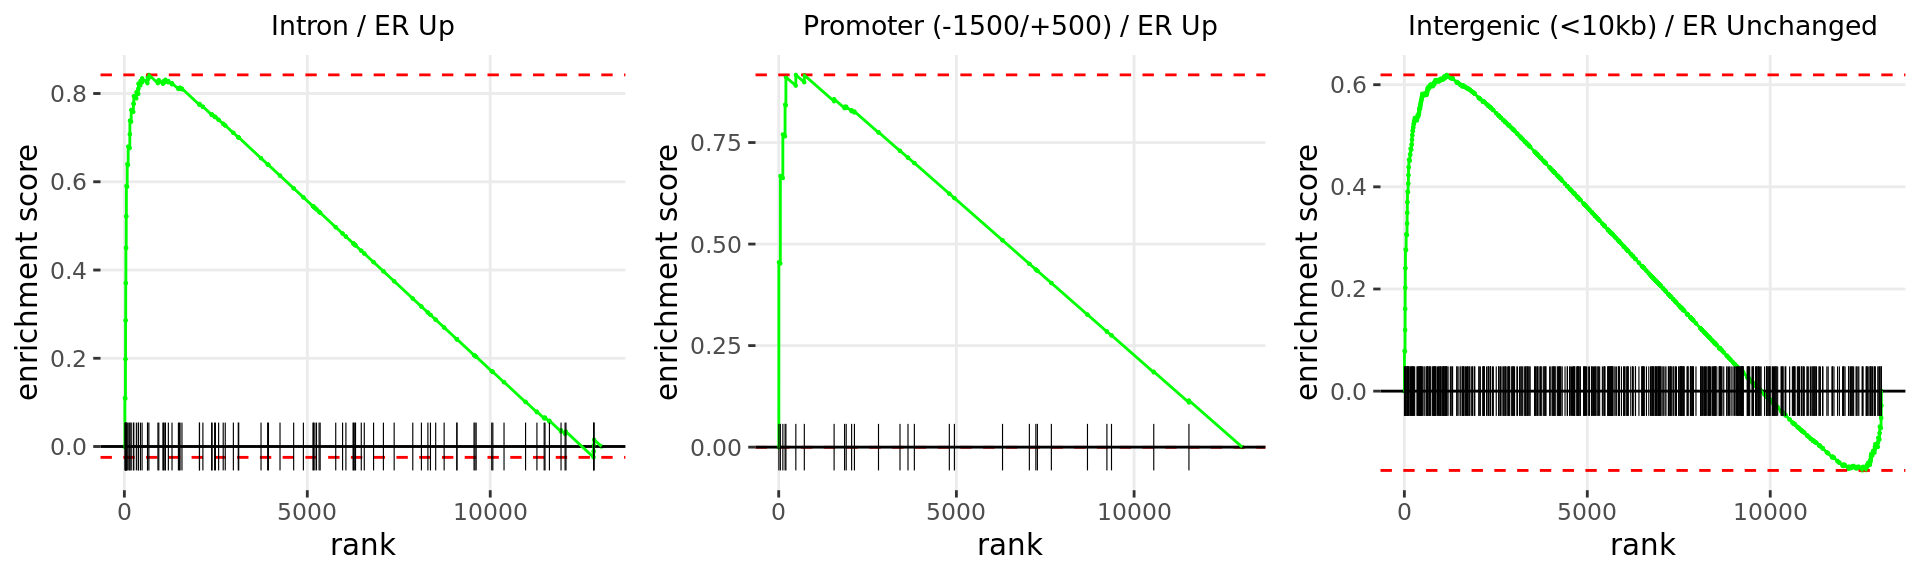 Intron / ER Up
enrichment score
0.8
0.6
0.4
0.2
0.0
0
5000
10000
rank
Promoter (-1500/+500) / ER Up
enrichment score
0.75
0.50
0.25
0.00
0
5000
10000
rank
Intergenic (<10kb) / ER Unchanged
enrichment score
0.6
0.4
0.2
0.0
0
5000
10000
rank